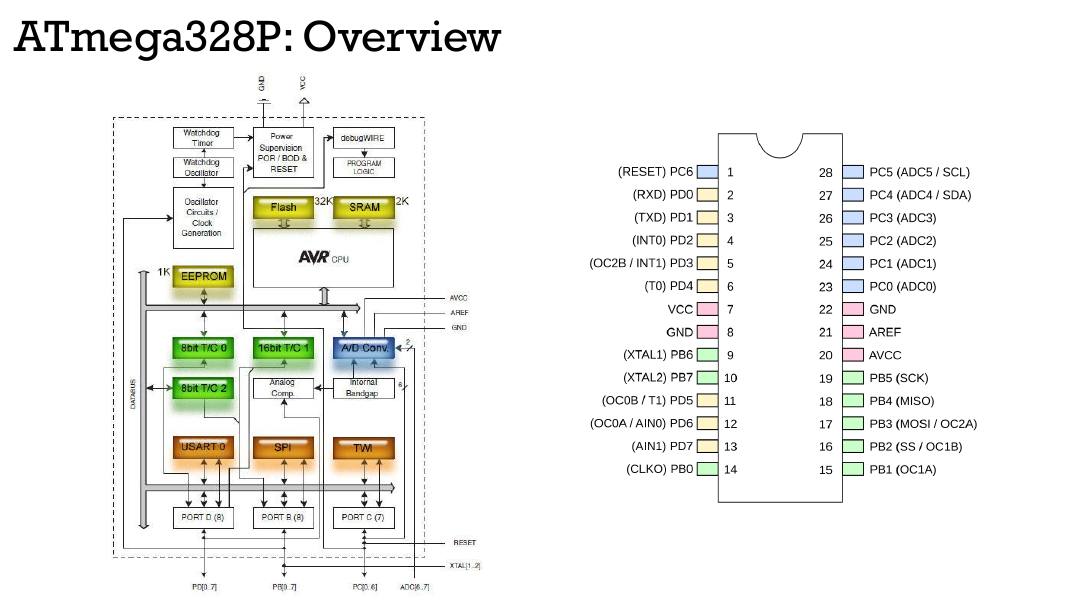 ATmega328P: Overview
GND
VCC
Watchdog
Timer
Power
Supervision
POR / BOD &
RESET
debugWIRE
Watchdog
Oscillator
PROGRAM
LOGIC
Oscillator
Circuits /
Clock
Generation
Flash
32K
SRAM
2K
AVR CPU
1K
EEPROM
AVCC
AREF
GND
8bit T/C 0
16bit T/C 1
A/D Conv.
2
DATABUS
8bit T/C 2
Analog
Comp.
Internal
Bandgap
6
USART 0
SPI
TWI
PORT D (8)
PORT B (8)
PORT C (7)
RESET
XTAL[1..2]
PD[0..7]
PB[0..7]
PC[0..6]
ADC[6..7]
(RESET) PC6 1
(RXD) PD0 2
(TXD) PD1 3
(INT0) PD2 4
(OC2B / INT1) PD3 5
(T0) PD4 6
VCC 7
GND 8
(XTAL1) PB6 9
(XTAL2) PB7 10
(OC0B / T1) PD5 11
(OC0A / AIN0) PD6 12
(AIN1) PD7 13
(CLKO) PB0 14
28 PC5 (ADC5 / SCL)
27 PC4 (ADC4 / SDA)
26 PC3 (ADC3)
25 PC2 (ADC2)
24 PC1 (ADC1)
23 PC0 (ADC0)
22 GND
21 AREF
20 AVCC
19 PB5 (SCK)
18 PB4 (MISO)
17 PB3 (MOSI / OC2A)
16 PB2 (SS / OC1B)
15 PB1 (OC1A)